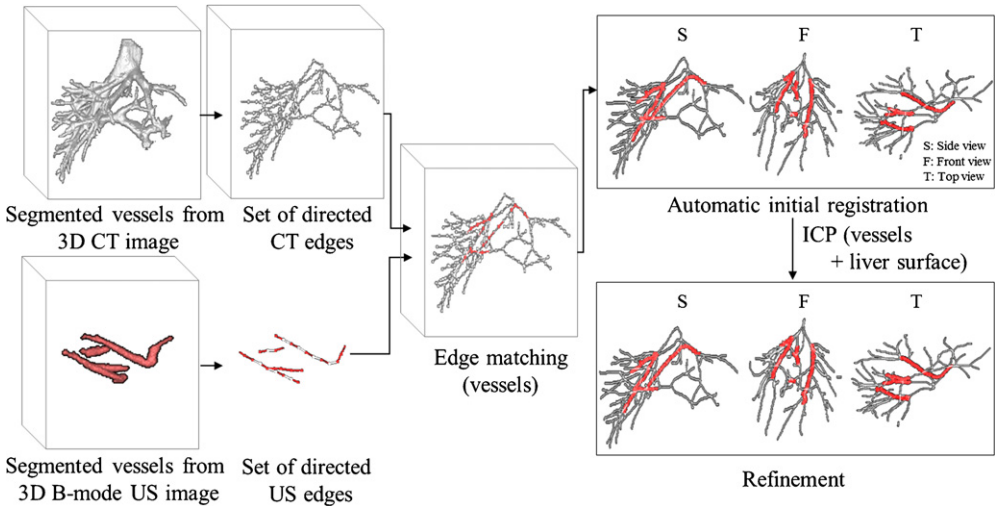 Segmented vessels from
3D CT image
Set of directed
CT edges
Segmented vessels from
3D B-mode US image
Set of directed
US edges
Edge matching
(vessels)
S
F
T
S: Side view
F: Front view
T: Top view
Automatic initial registration
ICP (vessels
+ liver surface)
S
F
T
Refinement